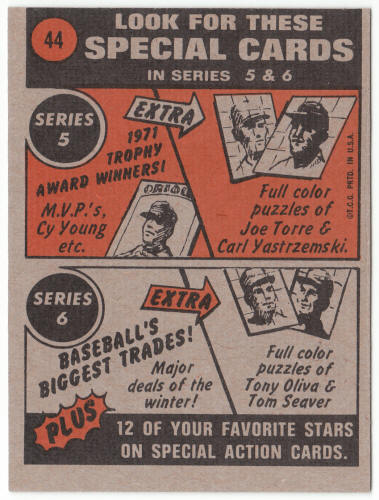 44
LOOK FOR THESE
SPECIAL CARDS
IN SERIES 5 & 6
SERIES
5
EXTRA
1971
TROPHY
AWARD WINNERS!
M.V.P.'s,
Cy Young
etc.
Full color
puzzles of
Joe Torre &
Carl Yastrzemski.
©T.C.G. PRTD. IN U.S.A.
SERIES
6
EXTRA
BASEBALL'S
BIGGEST TRADES!
Major
deals of the
winter!
Full color
puzzles of
Tony Oliva &
Tom Seaver
PLUS
12 OF YOUR FAVORITE STARS
ON SPECIAL ACTION CARDS.